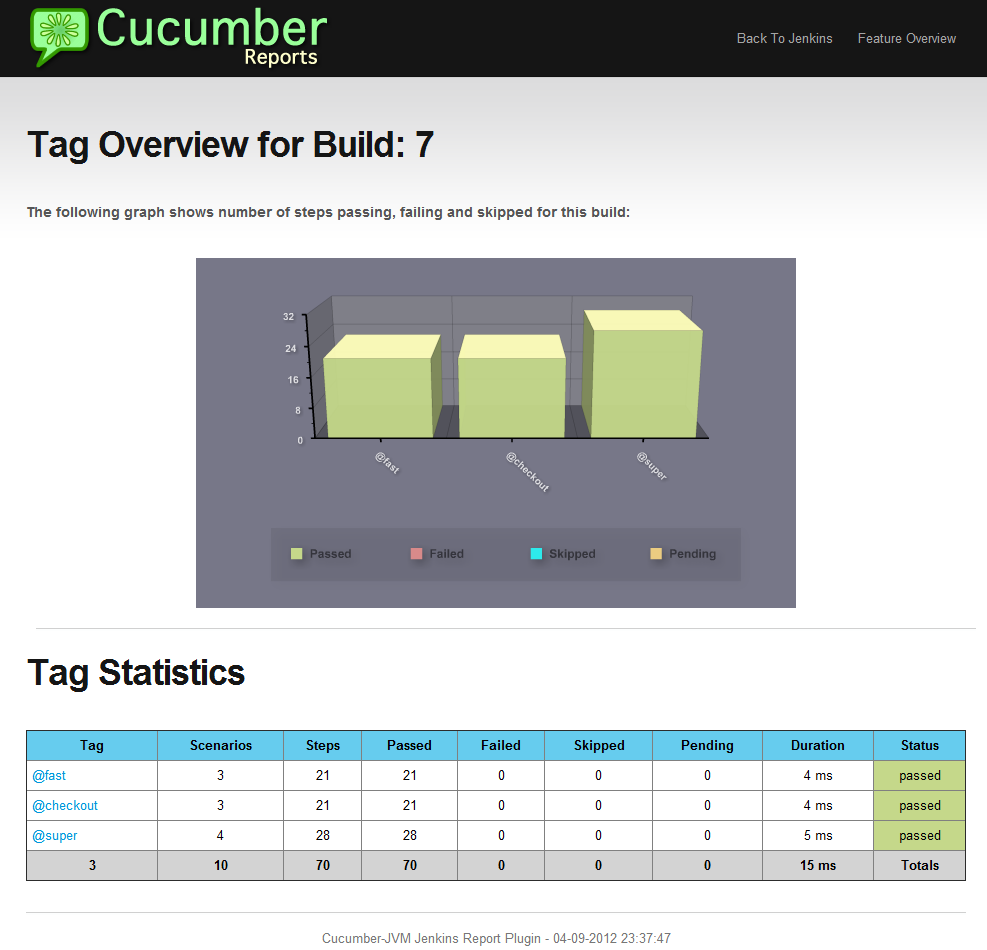 Cucumber
Reports
Back To Jenkins Feature Overview
Tag Overview for Build: 7
The following graph shows number of steps passing, failing and skipped for this build:
32
24
16
8
0
@fast @checkout @super
Passed Failed Skipped Pending
Tag Statistics
Tag Scenarios Steps Passed Failed Skipped Pending Duration Status
@fast 3 21 21 0 0 0 4 ms passed
@checkout 3 21 21 0 0 0 4 ms passed
@super 4 28 28 0 0 0 5 ms passed
3 10 70 70 0 0 0 15 ms Totals
Cucumber-JVM Jenkins Report Plugin - 04-09-2012 23:37:47